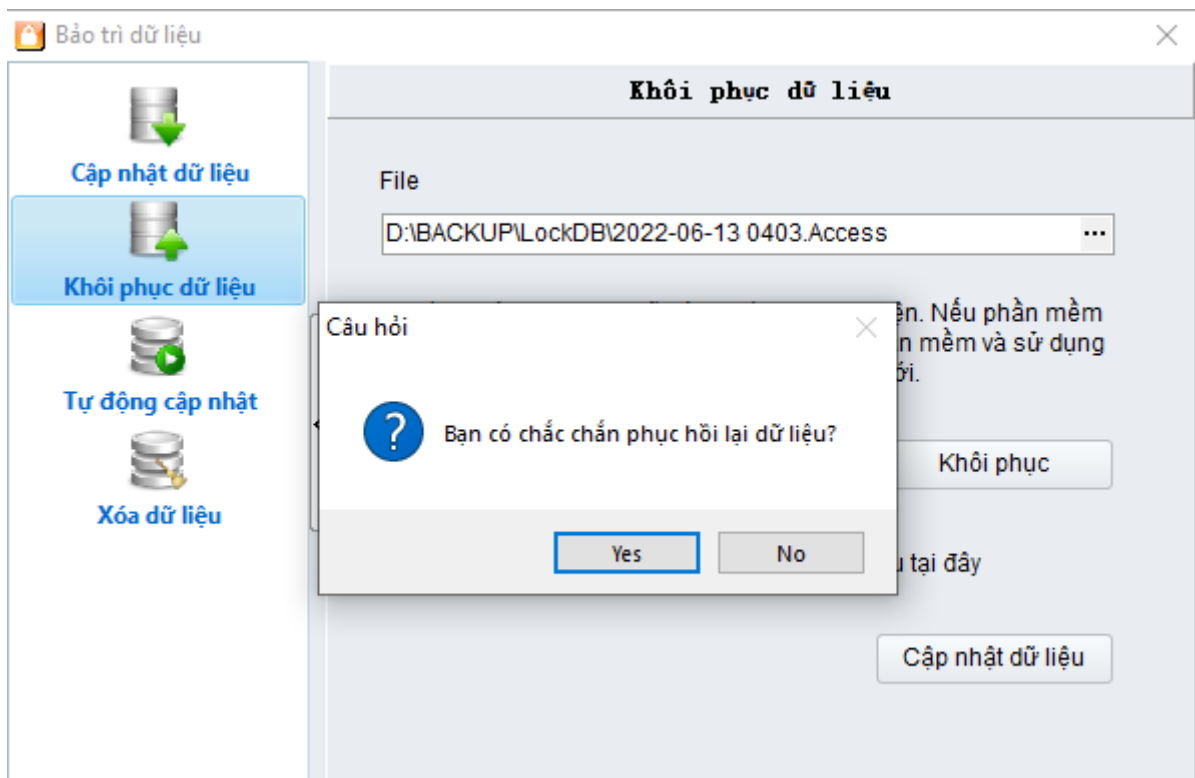 Bảo trì dữ liệu
Khôi phục dữ liệu
Cập nhật dữ liệu
File
D:\BACKUP\LockDB\2022-06-13 0403.Access
...
Khôi phục dữ liệu
Nếu phần mềm
mềm và sử dụng
Câu hỏi
Tự động cập nhật
Bạn có chắc chắn phục hồi lại dữ liệu?
Khôi phục
Xóa dữ liệu
Yes
No
tại đây
Cập nhật dữ liệu